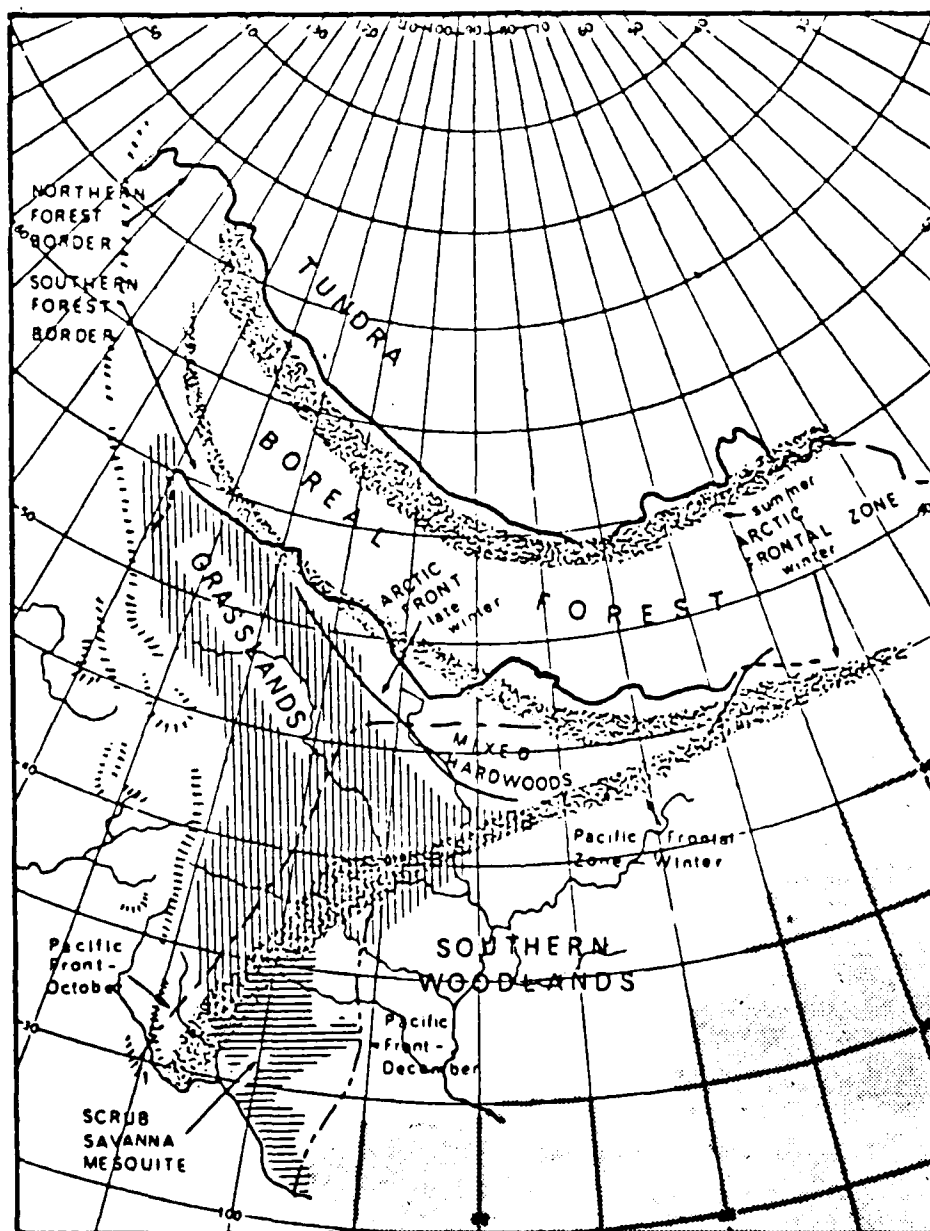 NORTHERN
FOREST
BORDER
SOUTHERN
FOREST
BORDER
TUNDRA
BOREAL
FOREST
summer
ARCTIC
FRONTAL ZONE
winter
ARCTIC
FRONT
late
winter
GRASSLANDS
MIXED
HARDWOODS
Pacific Frontal-
Zone Winter
Pacific
Front-
October
SOUTHERN
WOODLANDS
Pacific
Front-
December
SCRUB
SAVANNA
MESQUITE
100